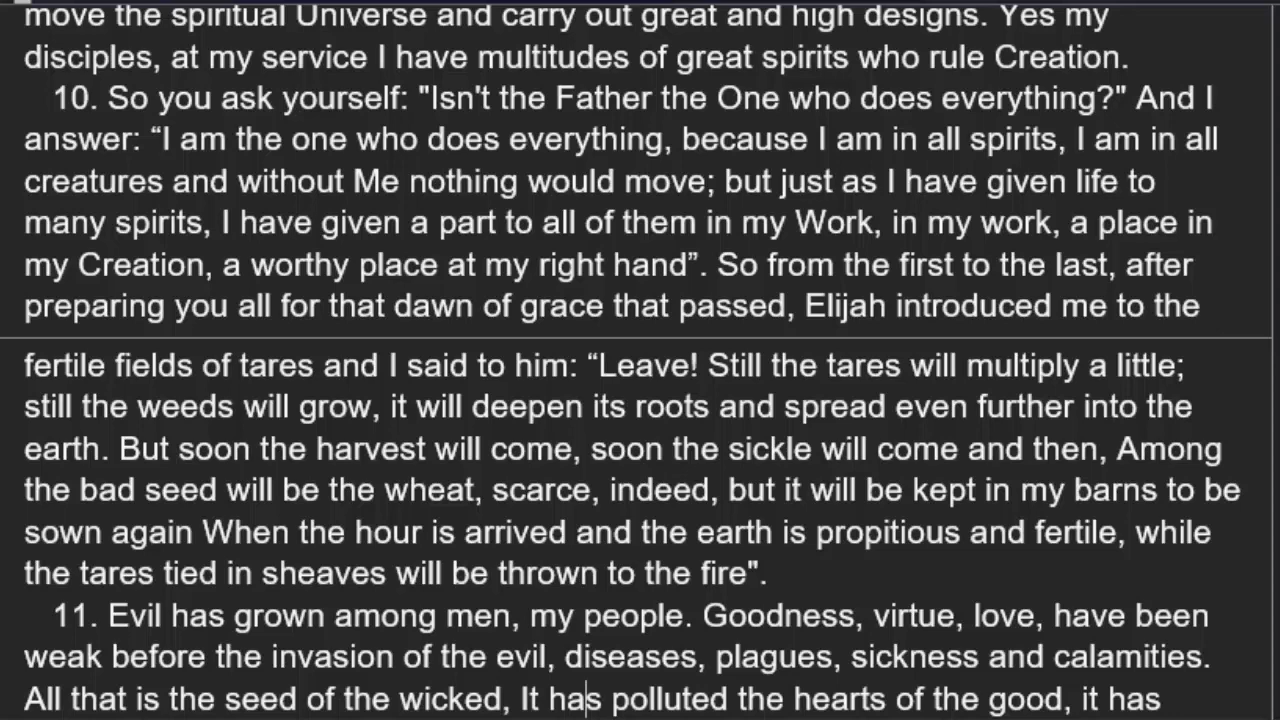 move the spiritual Universe and carry out great and high designs. Yes my
disciples, at my service I have multitudes of great spirits who rule Creation.
10. So you ask yourself: "Isn't the Father the One who does everything?" And I
answer: “I am the one who does everything, because I am in all spirits, I am in all
creatures and without Me nothing would move; but just as I have given life to
many spirits, I have given a part to all of them in my Work, in my work, a place in
my Creation, a worthy place at my right hand”. So from the first to the last, after
preparing you all for that dawn of grace that passed, Elijah introduced me to the
fertile fields of tares and I said to him: “Leave! Still the tares will multiply a little;
still the weeds will grow, it will deepen its roots and spread even further into the
earth. But soon the harvest will come, soon the sickle will come and then, Among
the bad seed will be the wheat, scarce, indeed, but it will be kept in my barns to be
sown again When the hour is arrived and the earth is propitious and fertile, while
the tares tied in sheaves will be thrown to the fire".
11. Evil has grown among men, my people. Goodness, virtue, love, have been
weak before the invasion of the evil, diseases, plagues, sickness and calamities.
All that is the seed of the wicked, It has polluted the hearts of the good, it has